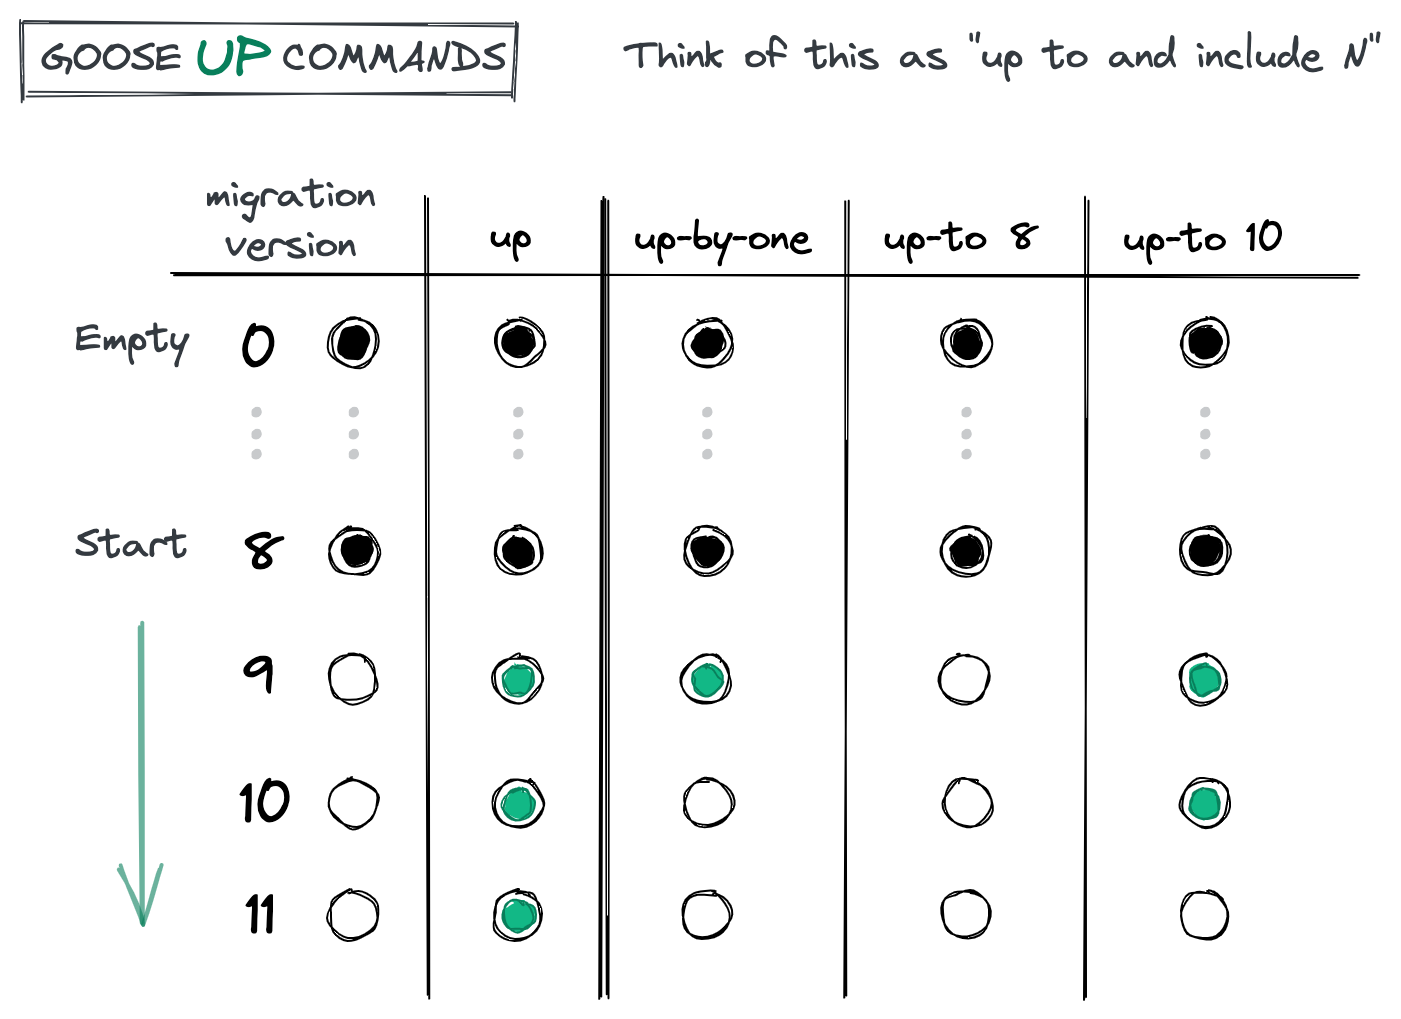 GOOSE UP COMMANDS
Think of this as "up to and include N"
migration
version
up
up-by-one
up-to 8
up-to 10
Empty
0
Start
8
9
10
11